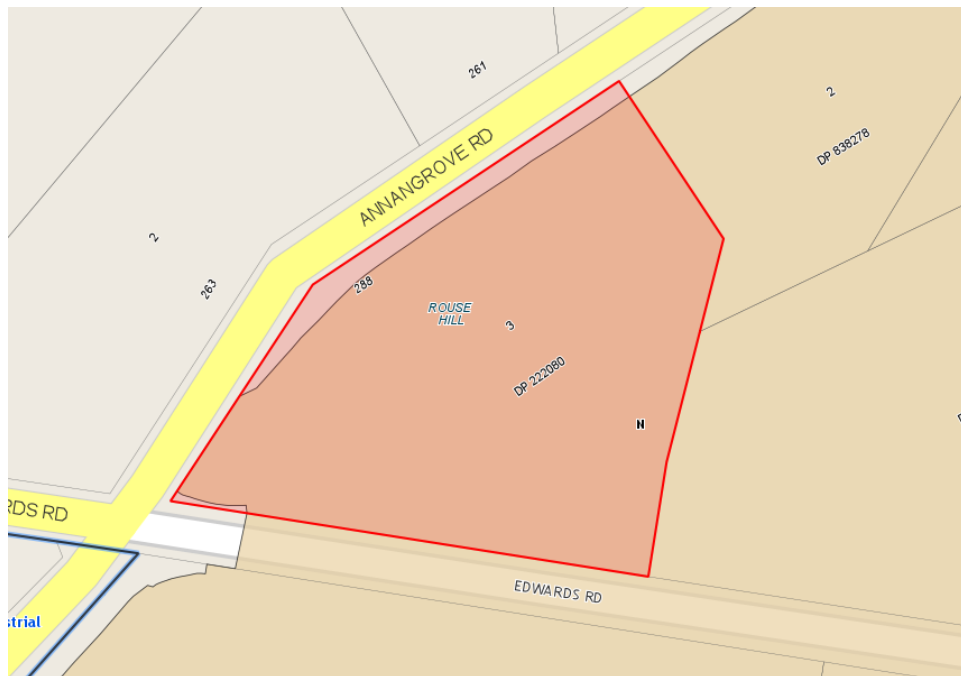 261
2
DP 838278
ANNANGROVE RD
2
263
288
ROUSE
HILL
3
DP 222080
N
RDS RD
EDWARDS RD
strial